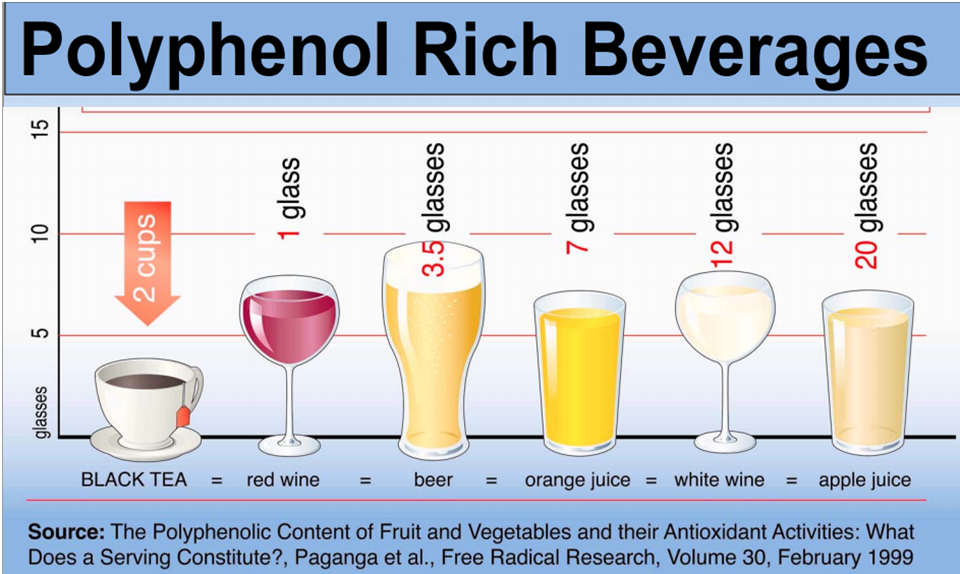 Polyphenol Rich Beverages
15
10
5
glasses
2 cups
1 glass
3.5 glasses
7 glasses
12 glasses
20 glasses
BLACK TEA = red wine = beer = orange juice = white wine = apple juice
Source: The Polyphenolic Content of Fruit and Vegetables and their Antioxidant Activities: What
Does a Serving Constitute?, Paganga et al., Free Radical Research, Volume 30, February 1999